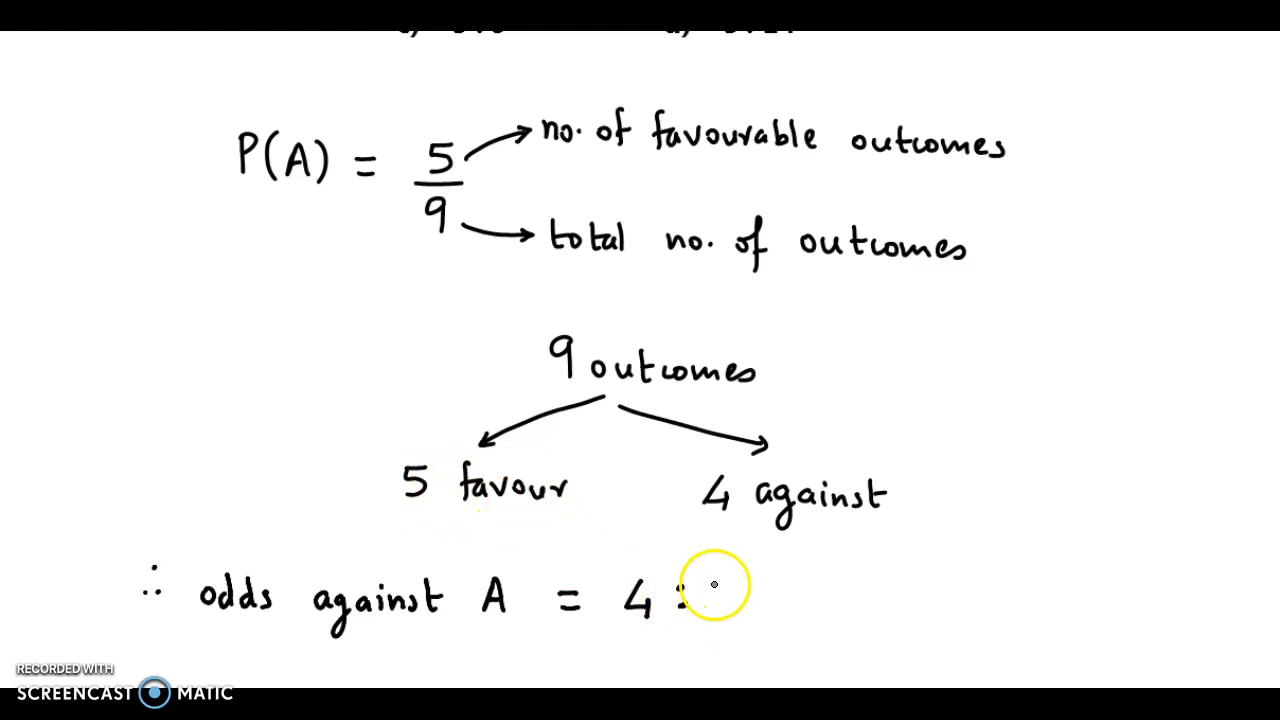 P(A) = 5/9
no. of favourable outcomes
total no. of outcomes
9 outcomes
5 favour 4 against
∴ odds against A = 4 :
RECORDED WITH
SCREENCAST MATIC